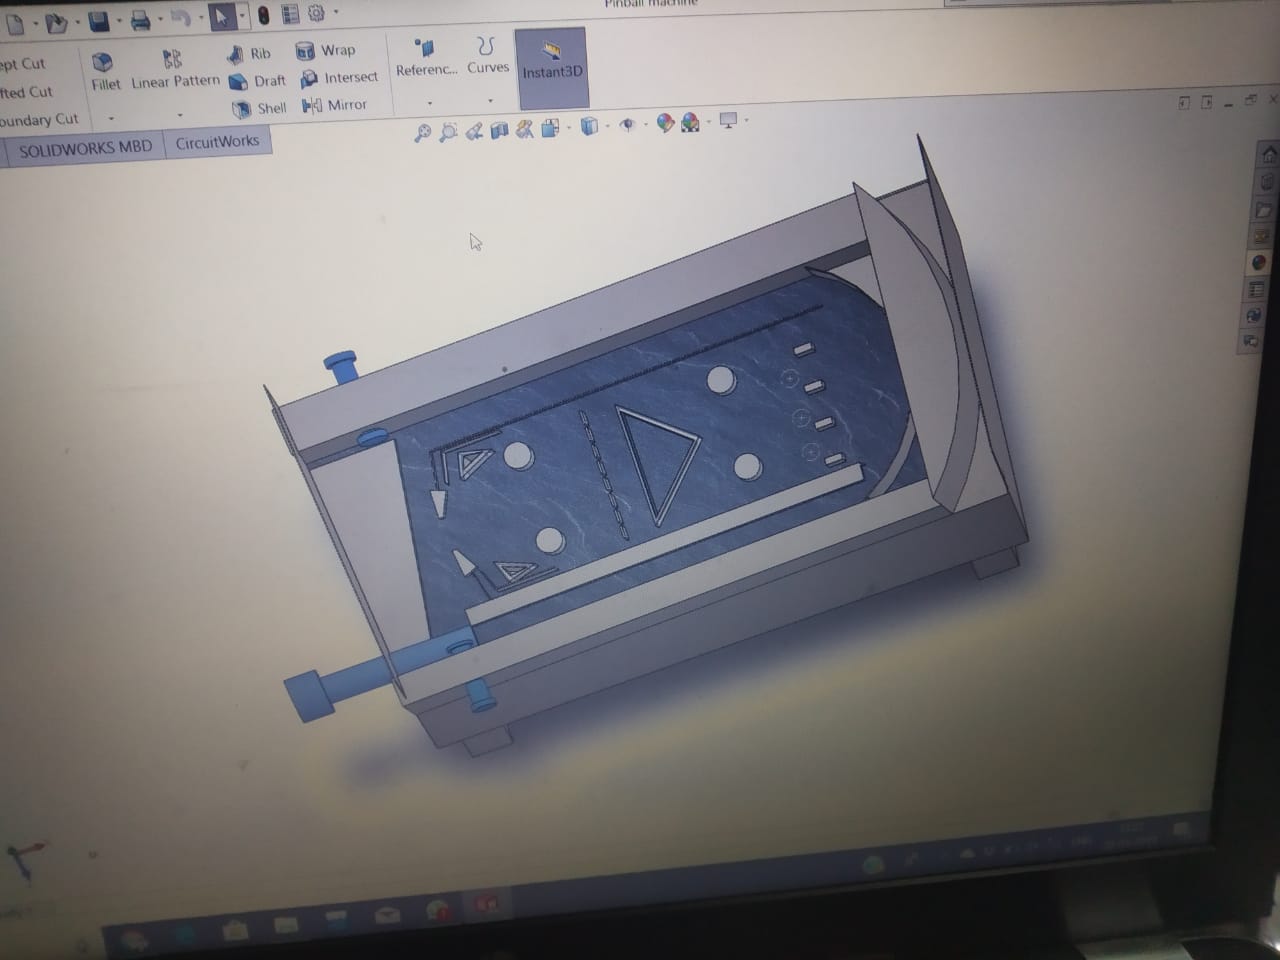 Pinball machine
pt Cut
fted Cut
oundary Cut
Fillet
Linear Pattern
Rib
Draft
Shell
Wrap
Intersect
Mirror
Referenc...
Curves
Instant3D
SOLIDWORKS MBD
CircuitWorks